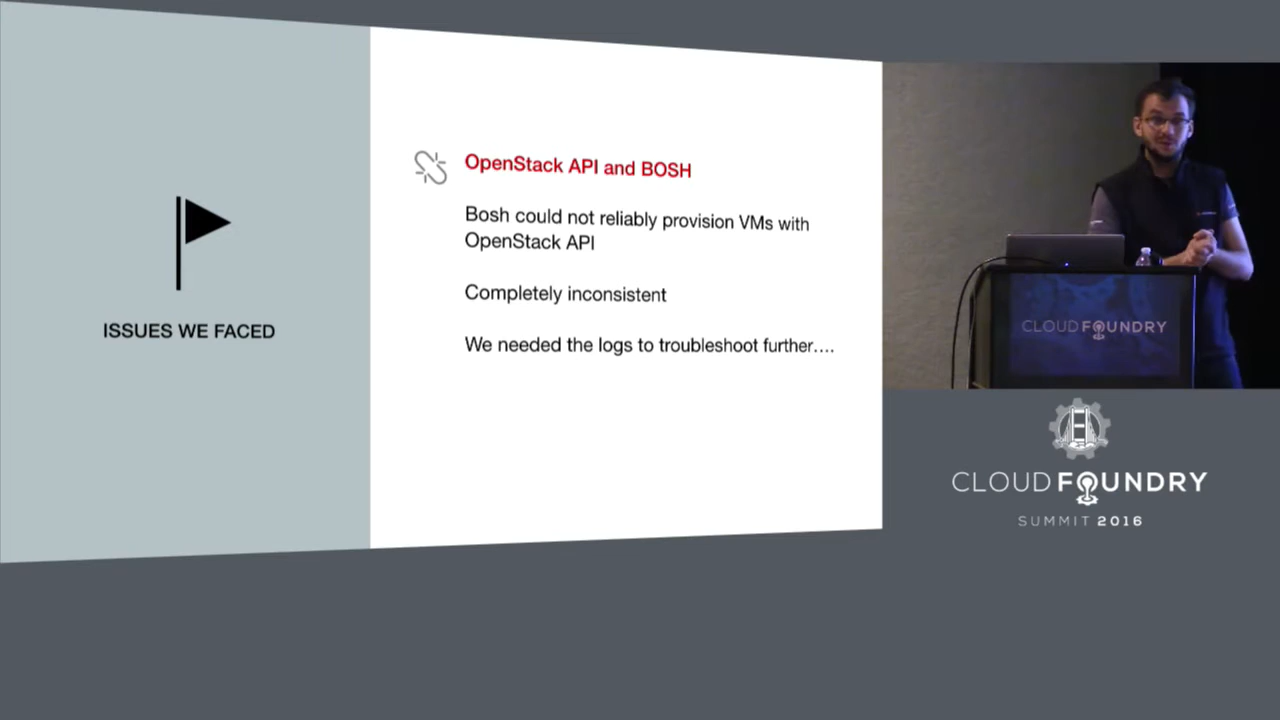 ISSUES WE FACED
OpenStack API and BOSH
Bosh could not reliably provision VMs with
OpenStack API
Completely inconsistent
We needed the logs to troubleshoot further....
CLOUDFOUNDRY
CLOUDFOUNDRY
SUMMIT 2016